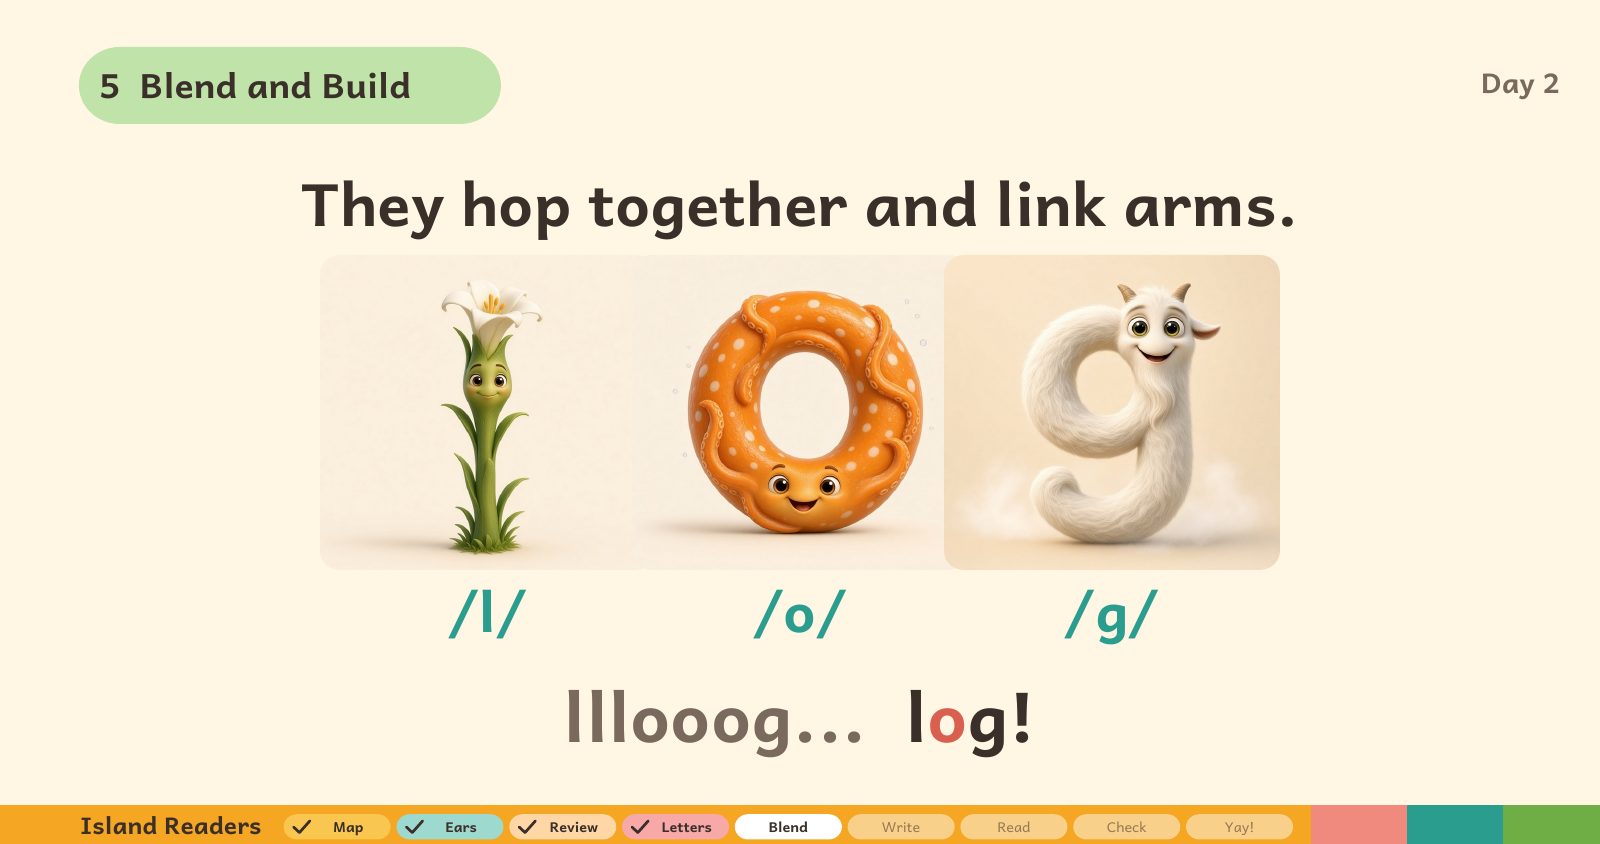 5 Blend and Build
Day 2
They hop together and link arms.
/l/ /o/ /g/
lllooog... log!
Island Readers Map Ears Review Letters Blend Write Read Check Yay!